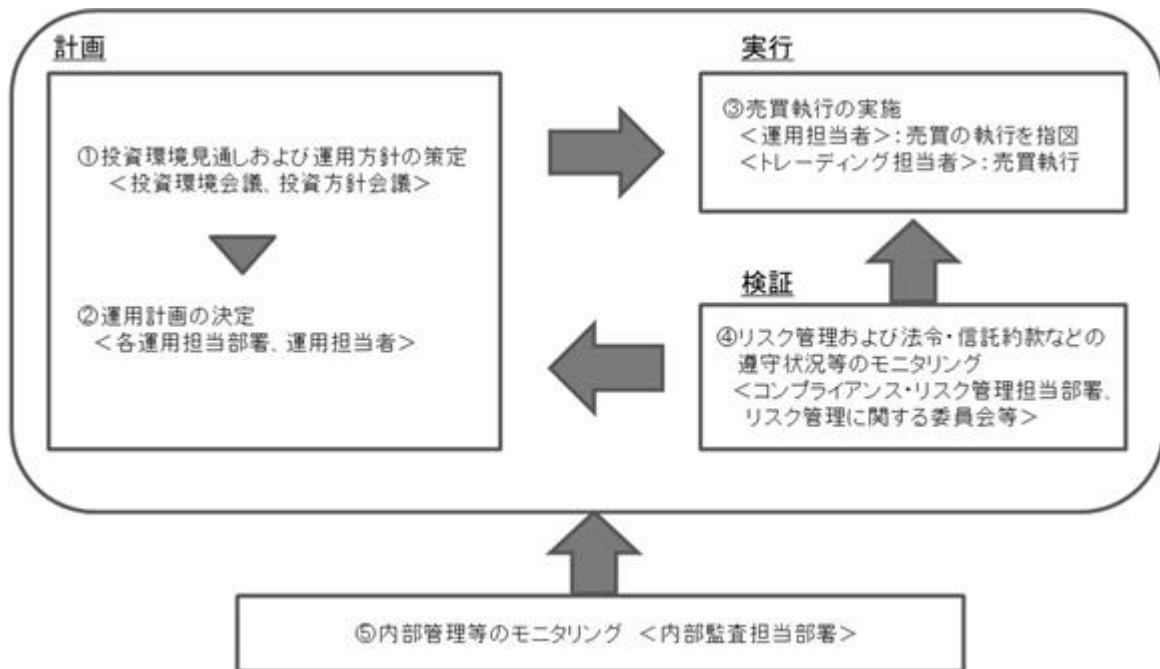 計画
①投資環境見通しおよび運用方針の策定
＜投資環境会議、投資方針会議＞
②運用計画の決定
＜各運用担当部署、運用担当者＞
実行
③売買執行の実施
＜運用担当者＞：売買の執行を指図
＜トレーディング担当者＞：売買執行
検証
④リスク管理および法令・信託約款などの
遵守状況等のモニタリング
＜コンプライアンス・リスク管理担当部署、
リスク管理に関する委員会等＞
⑤内部管理等のモニタリング ＜内部監査担当部署＞